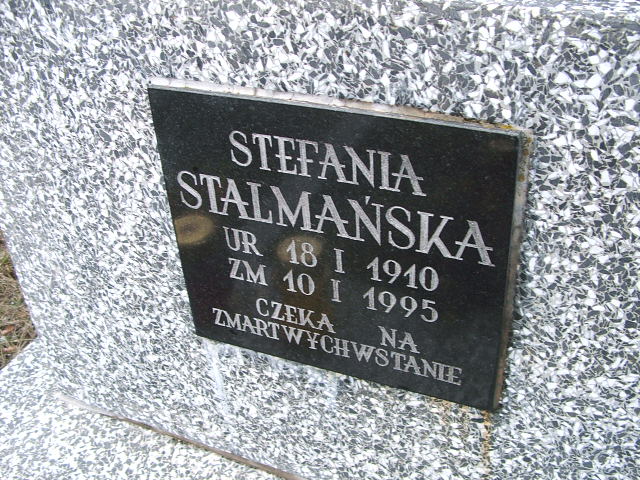 STEFANIA
STALMAŃSKA
UR 18 I 1910
ZM 10 I 1995
CZEKA NA
ZMARTWYCHWSTANIE